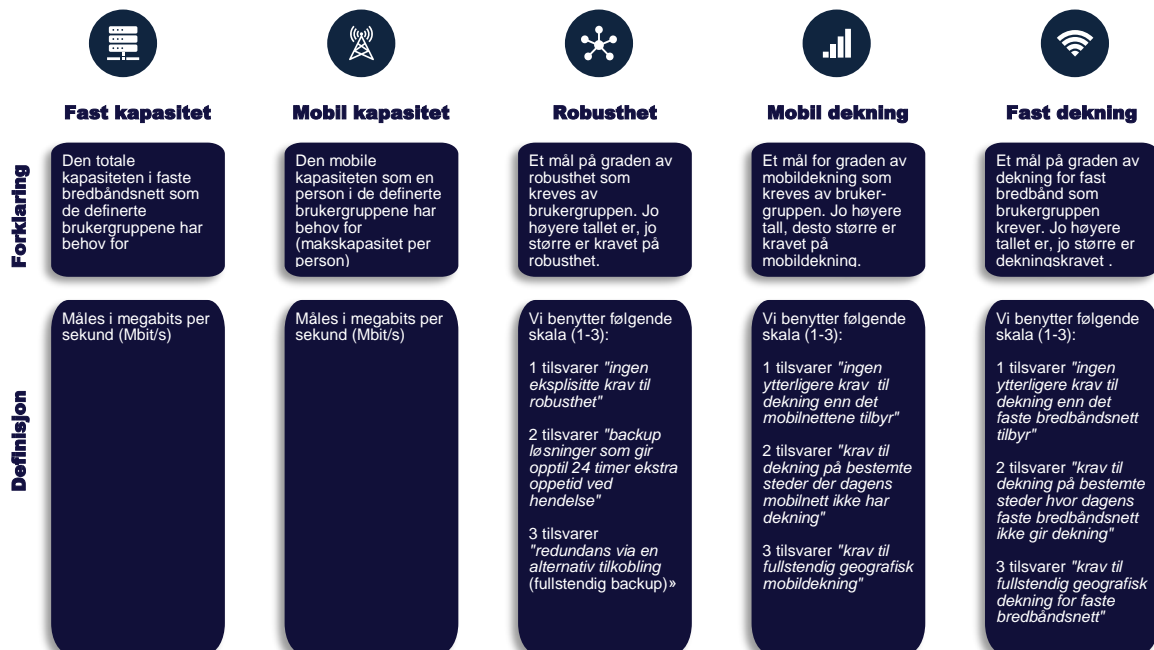 Fast kapasitet
Mobil kapasitet
Robusthet
Mobil dekning
Fast dekning
Forklaring
Den totale
kapasiteten i faste
bredbåndsnett som
de definerte
brukergruppene har
behov for
Den mobile
kapasiteten som en
person i de definerte
brukergruppene har
behov for
(makskapasitet per
person)
Et mål på graden av
robusthet som
kreves av
brukergruppen. Jo
høyere tallet er, jo
større er kravet på
robusthet.
Et mål for graden av
mobildekning som
kreves av bruker-
gruppen. Jo høyere
tall, desto større er
kravet på
mobildekning.
Et mål på graden av
dekning for fast
bredbånd som
brukergruppen
krever. Jo høyere
tallet er, jo større er
dekningskravet .
Definisjon
Måles i megabits per
sekund (Mbit/s)
Måles i megabits per
sekund (Mbit/s)
Vi benytter følgende
skala (1-3):
1 tilsvarer "ingen
eksplisitte krav til
robusthet"
2 tilsvarer "backup
løsninger som gir
opptil 24 timer ekstra
oppetid ved
hendelse"
3 tilsvarer
"redundans via en
alternativ tilkobling
(fullstendig backup)»
Vi benytter følgende
skala (1-3):
1 tilsvarer "ingen
ytterligere krav  til
dekning enn det
mobilnettene tilbyr"
2 tilsvarer "krav til
dekning på bestemte
steder der dagens
mobilnett ikke har
dekning"
3 tilsvarer "krav til
fullstendig geografisk
mobildekning"
Vi benytter følgende
skala (1-3):
1 tilsvarer "ingen
ytterligere krav til
dekning enn det
faste bredbåndsnett
tilbyr"
2 tilsvarer "krav til
dekning på bestemte
steder hvor dagens
faste bredbåndsnett
ikke gir dekning"
3 tilsvarer "krav til
fullstendig geografisk
dekning for faste
bredbåndsnett"